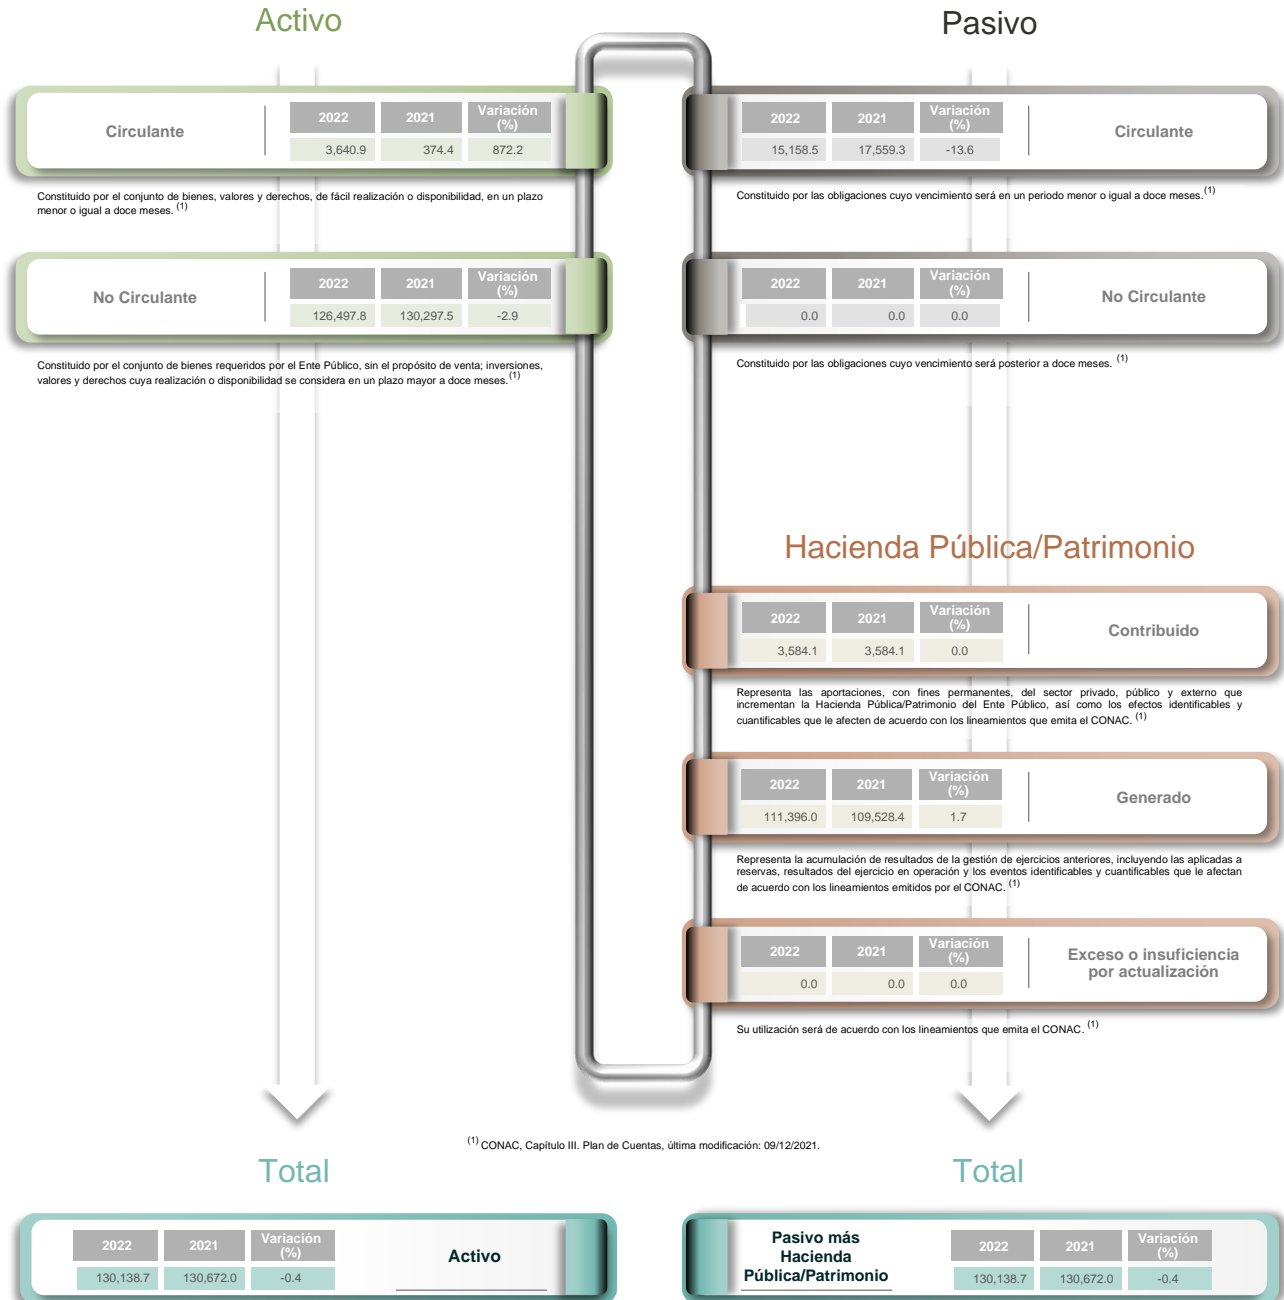 Activo
Circulante
2022 2021 Variación (%)
3,640.9 374.4 872.2
Constituido por el conjunto de bienes, valores y derechos, de fácil realización o disponibilidad, en un plazo
menor o igual a doce meses. (1)
No Circulante
2022 2021 Variación (%)
126,497.8 130,297.5 -2.9
Constituido por el conjunto de bienes requeridos por el Ente Público, sin el propósito de venta; inversiones,
valores y derechos cuya realización o disponibilidad se considera en un plazo mayor a doce meses. (1)
Pasivo
2022 2021 Variación (%)
15,158.5 17,559.3 -13.6
Circulante
Constituido por las obligaciones cuyo vencimiento será en un periodo menor o igual a doce meses. (1)
2022 2021 Variación (%)
0.0 0.0 0.0
No Circulante
Constituido por las obligaciones cuyo vencimiento será posterior a doce meses. (1)
Hacienda Pública/Patrimonio
2022 2021 Variación (%)
3,584.1 3,584.1 0.0
Contribuido
Representa las aportaciones, con fines permanentes, del sector privado, público y externo que
incrementan la Hacienda Pública/Patrimonio del Ente Público, así como los efectos identificables y
cuantificables que le afecten de acuerdo con los lineamientos que emita el CONAC. (1)
2022 2021 Variación (%)
111,396.0 109,528.4 1.7
Generado
Representa la acumulación de resultados de la gestión de ejercicios anteriores, incluyendo las aplicadas a
reservas, resultados del ejercicio en operación y los eventos identificables y cuantificables que le afectan
de acuerdo con los lineamientos emitidos por el CONAC. (1)
2022 2021 Variación (%)
0.0 0.0 0.0
Exceso o insuficiencia
por actualización
Su utilización será de acuerdo con los lineamientos que emita el CONAC. (1)
(1) CONAC, Capítulo III. Plan de Cuentas, última modificación: 09/12/2021.
Total
2022 2021 Variación (%)
130,138.7 130,672.0 -0.4
Activo
Total
Pasivo más
Hacienda
Pública/Patrimonio
2022 2021 Variación (%)
130,138.7 130,672.0 -0.4